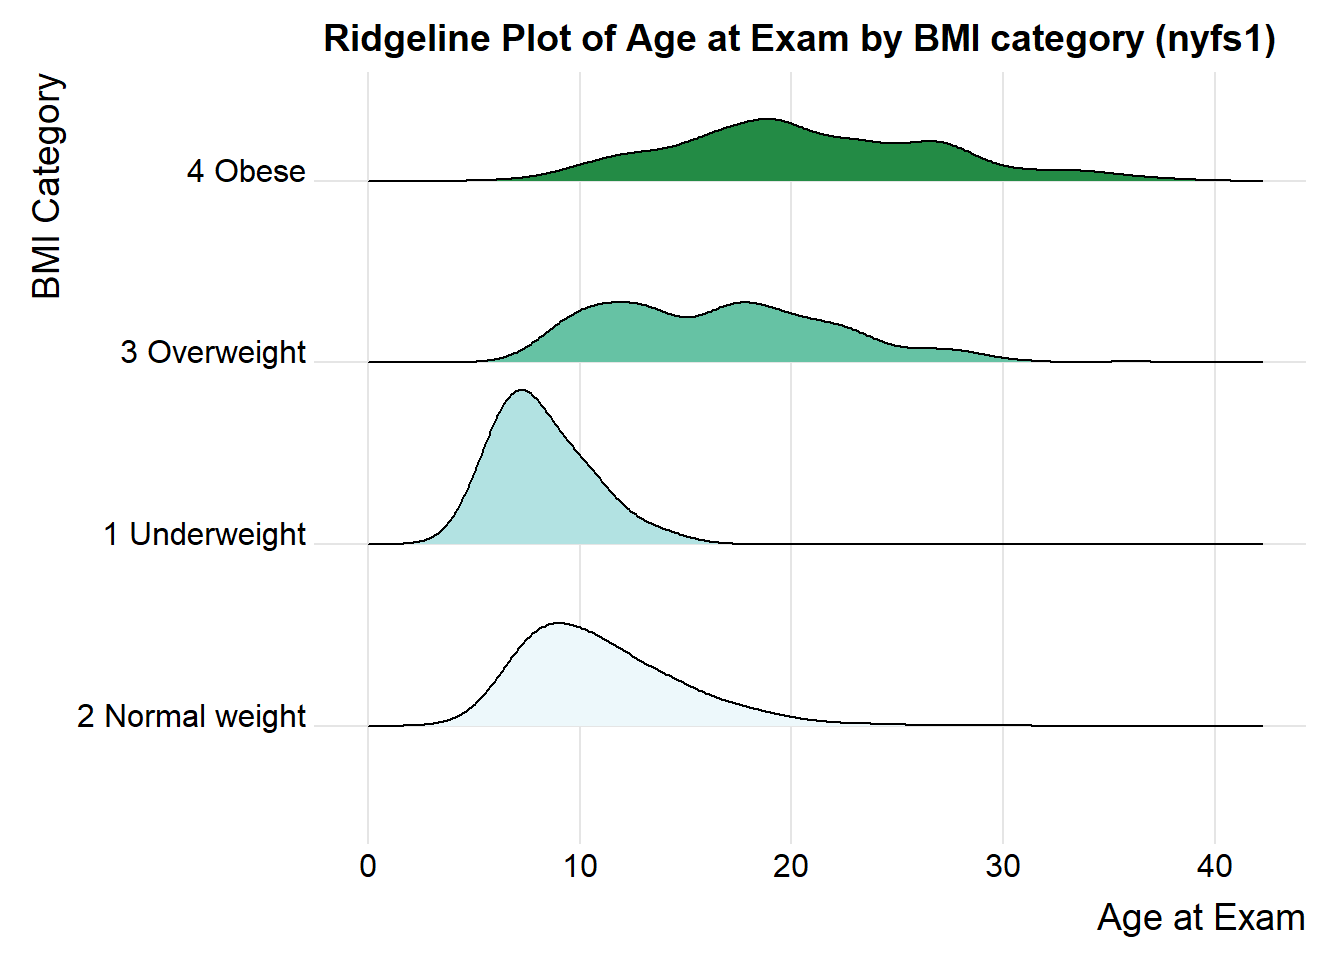 Ridgeline Plot of Age at Exam by BMI category (nyfs1)
BMI Category
4 Obese
3 Overweight
1 Underweight
2 Normal weight
0 10 20 30 40
Age at Exam